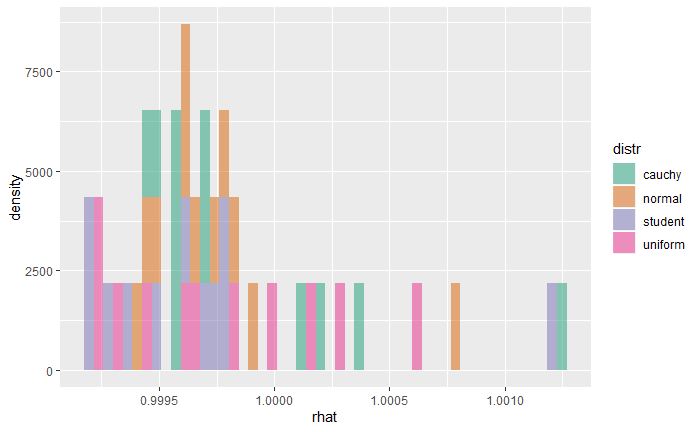 7500
5000
2500
0
density
0.9995
1.0000
1.0005
1.0010
rhat
distr
cauchy
normal
student
uniform